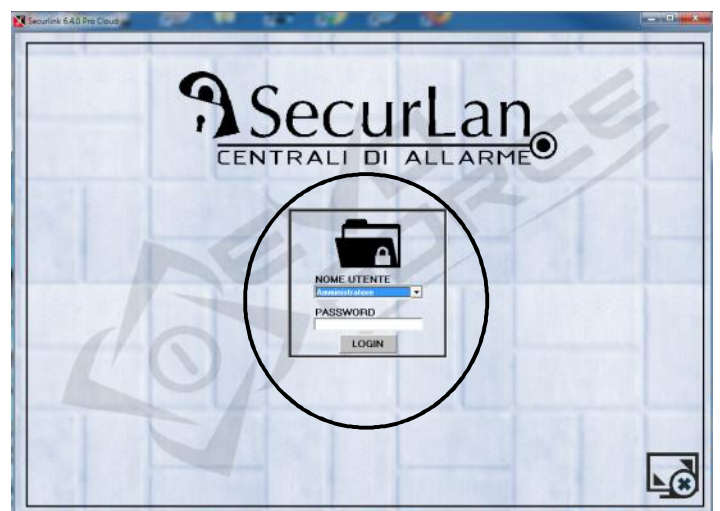 Securlink 6.4.0 Pro Cloud
SecurLan
CENTRALI DI ALLARME
NOME UTENTE
Amministratore
PASSWORD
LOGIN